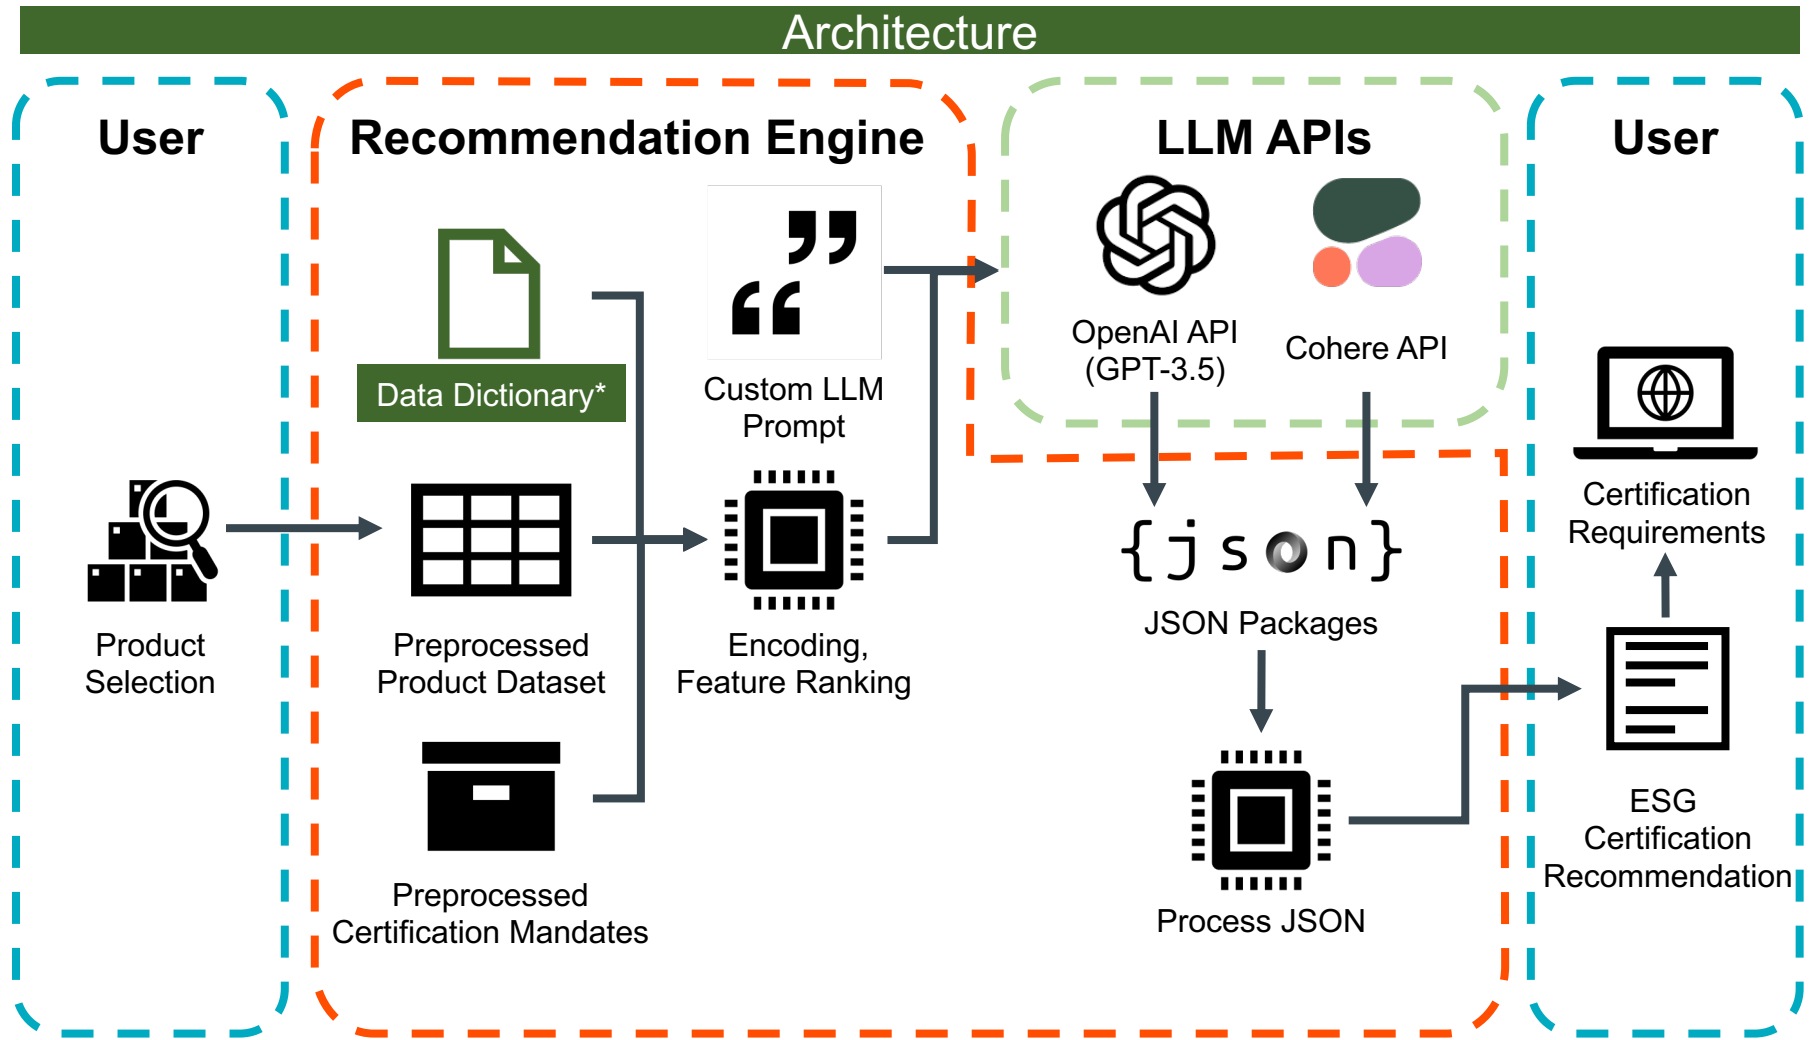 Architecture
User
Product
Selection
Recommendation Engine
Data Dictionary*
Custom LLM
Prompt
Preprocessed
Product Dataset
Encoding,
Feature Ranking
Preprocessed
Certification Mandates
LLM APIs
OpenAI API
(GPT-3.5)
Cohere API
{json}
JSON Packages
Process JSON
User
Certification
Requirements
ESG
Certification
Recommendation